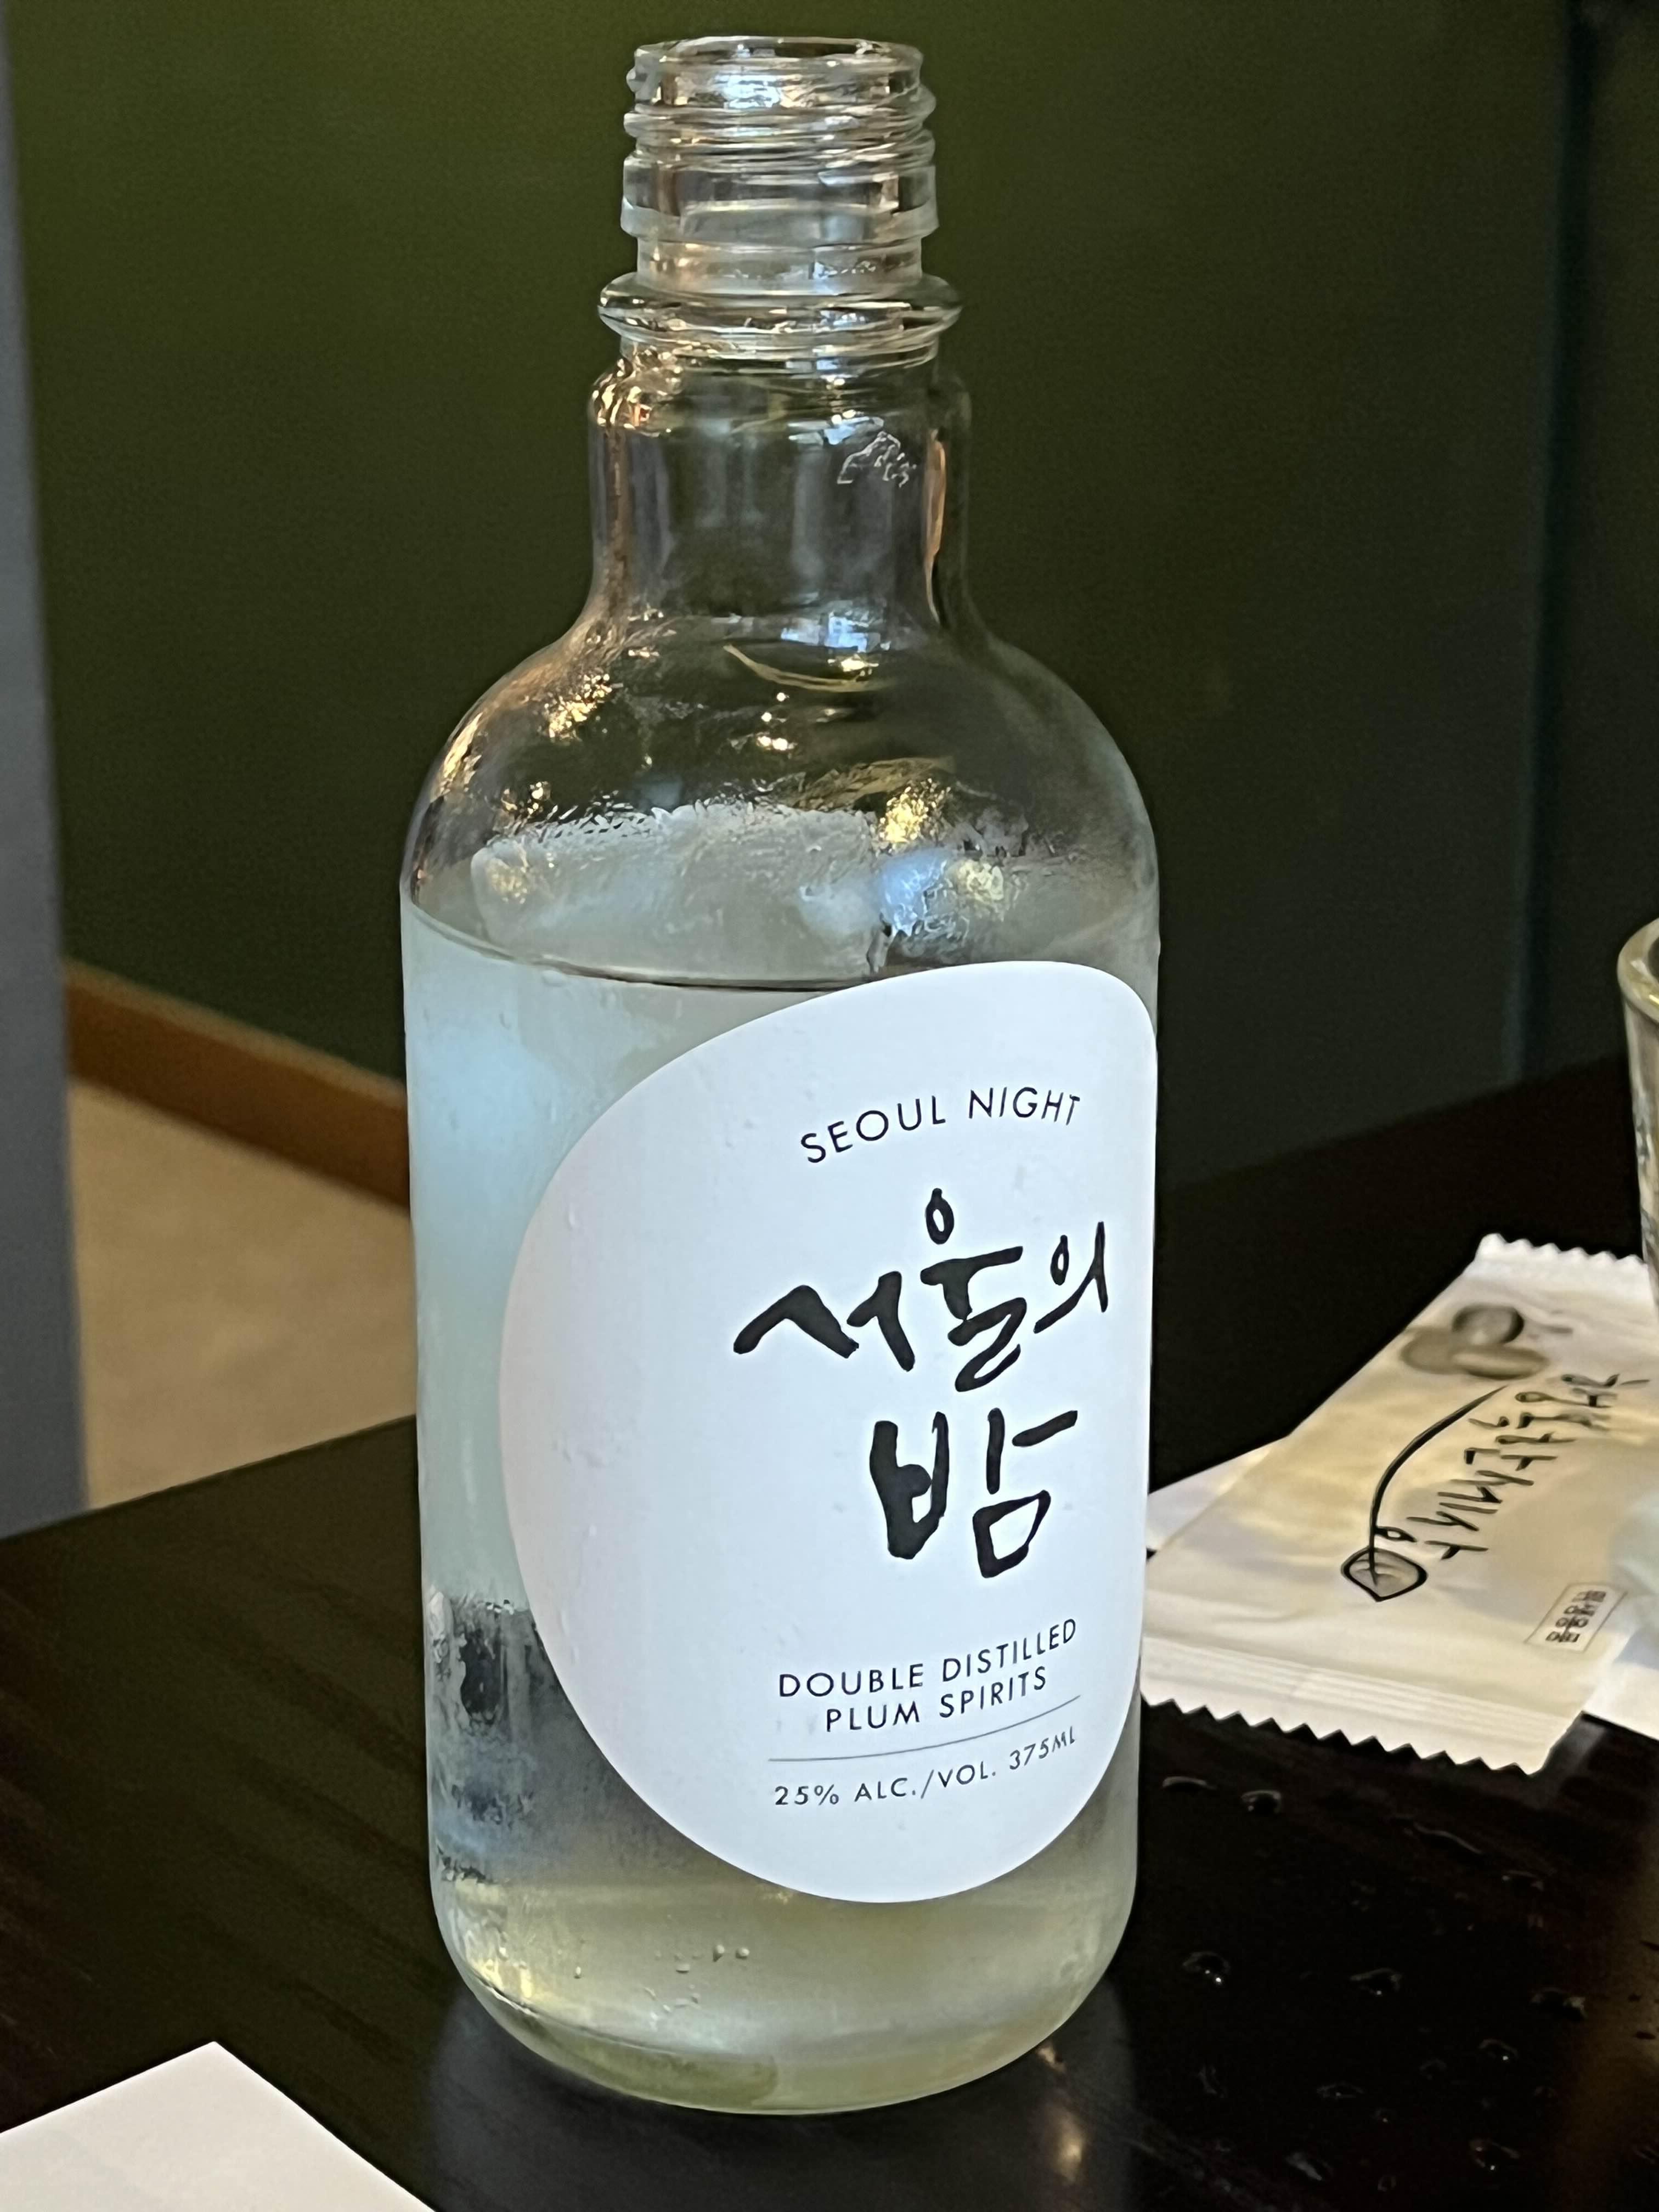 SEOUL NIGHT
서울의
밤
DOUBLE DISTILLED
PLUM SPIRITS
25% ALC./VOL. 375ML